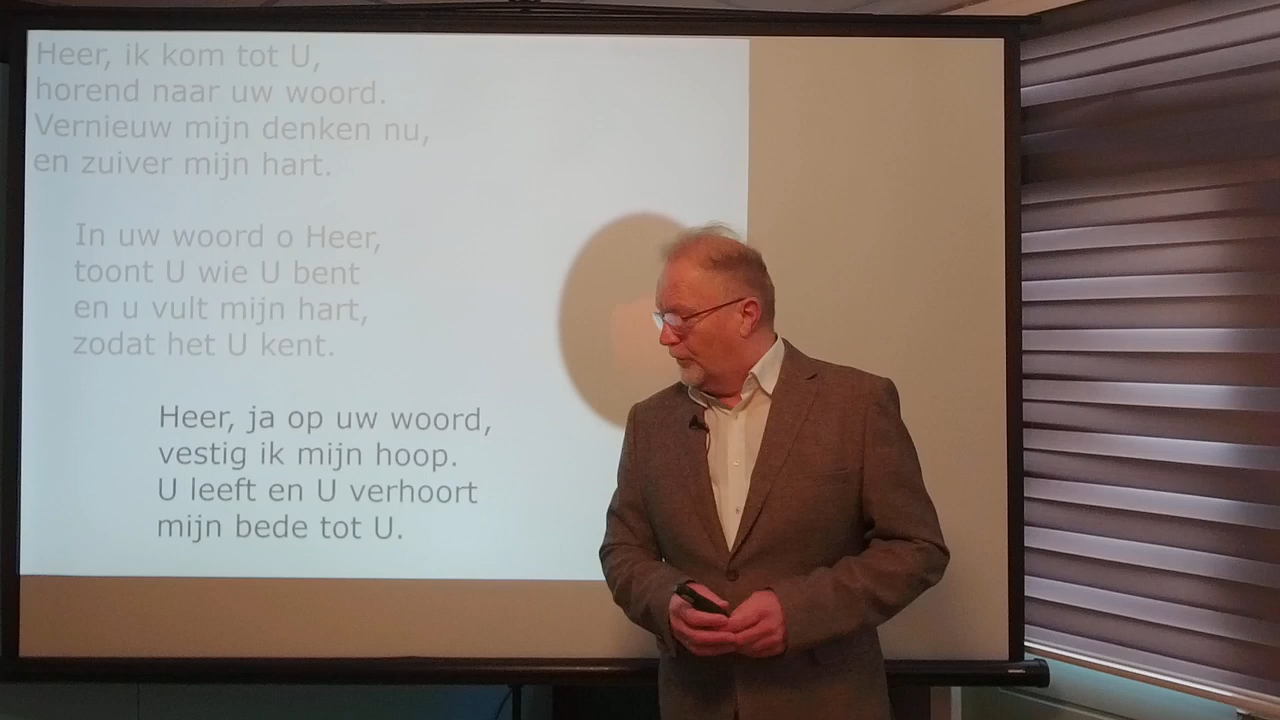 Heer, ik kom tot U,
horend naar uw woord.
Vernieuw mijn denken nu,
en zuiver mijn hart.
In uw woord o Heer,
toont U wie U bent
en u vult mijn hart,
zodat het U kent.
Heer, ja op uw woord,
vestig ik mijn hoop.
U leeft en U verhoort
mijn bede tot U.